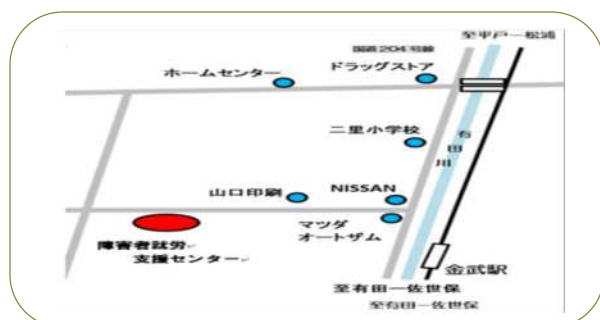 至平戸ー松浦
国道204号線
ドラッグストア
ホームセンター
二里小学校
有田川
山口印刷
NISSAN
マツダ
オートザム
障害者就労
支援センター
金武駅
至有田ー佐世保
至有田ー佐世保